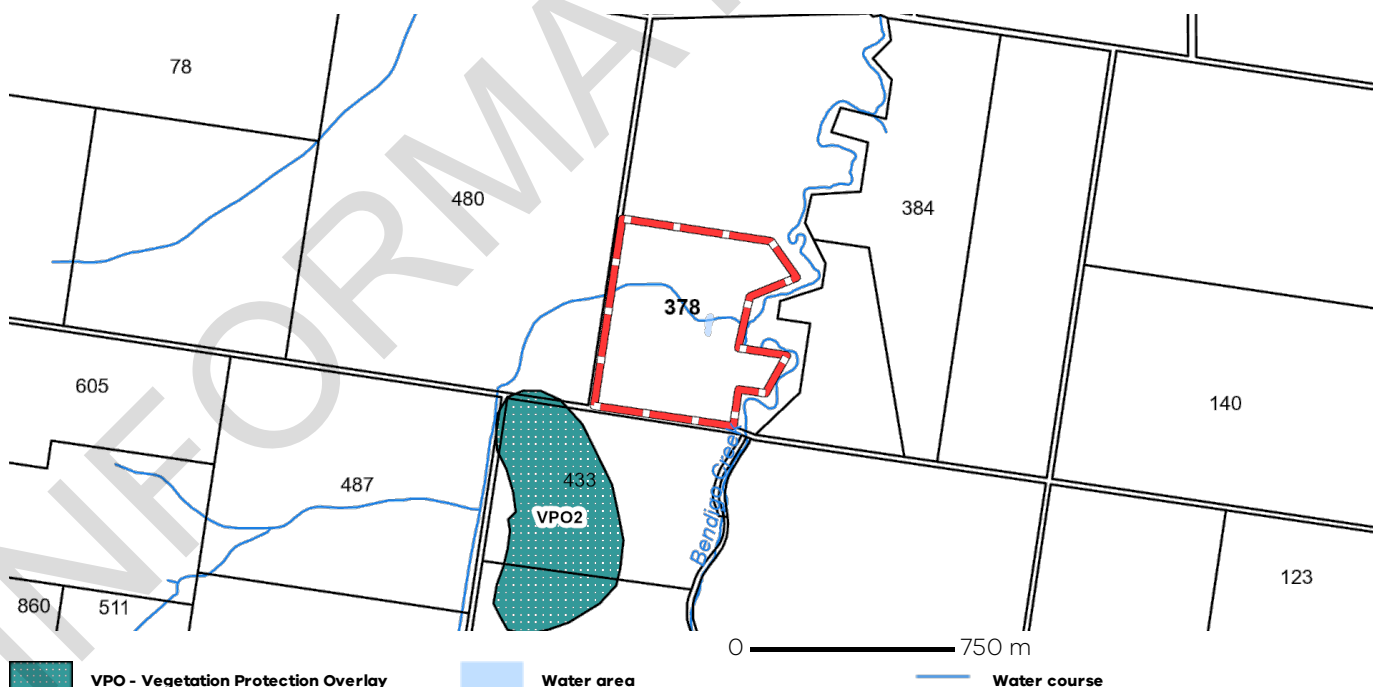 78
480
384
378
605
140
433
487
VPO2
Bendigo Creek
123
860
511
0 750 m
VPO - Vegetation Protection Overlay
Water area
Water course
INFORMA